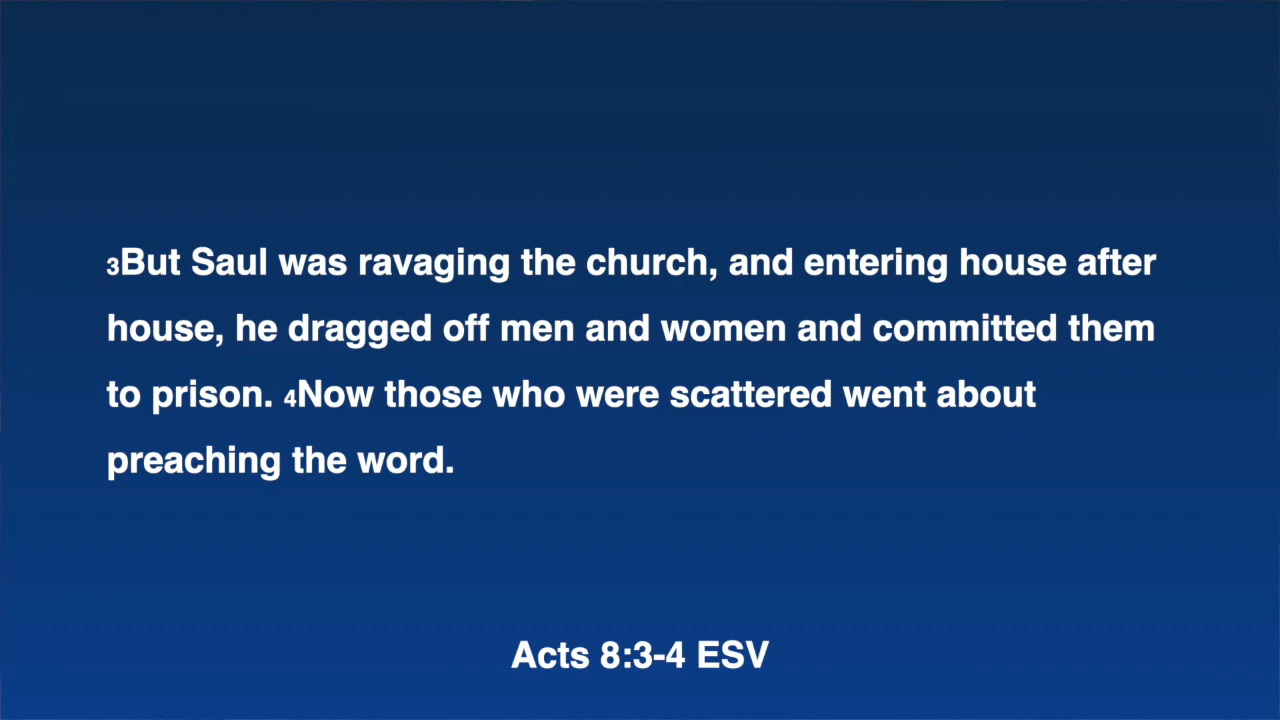 3But Saul was ravaging the church, and entering house after
house, he dragged off men and women and committed them
to prison. 4Now those who were scattered went about
preaching the word.
Acts 8:3-4 ESV